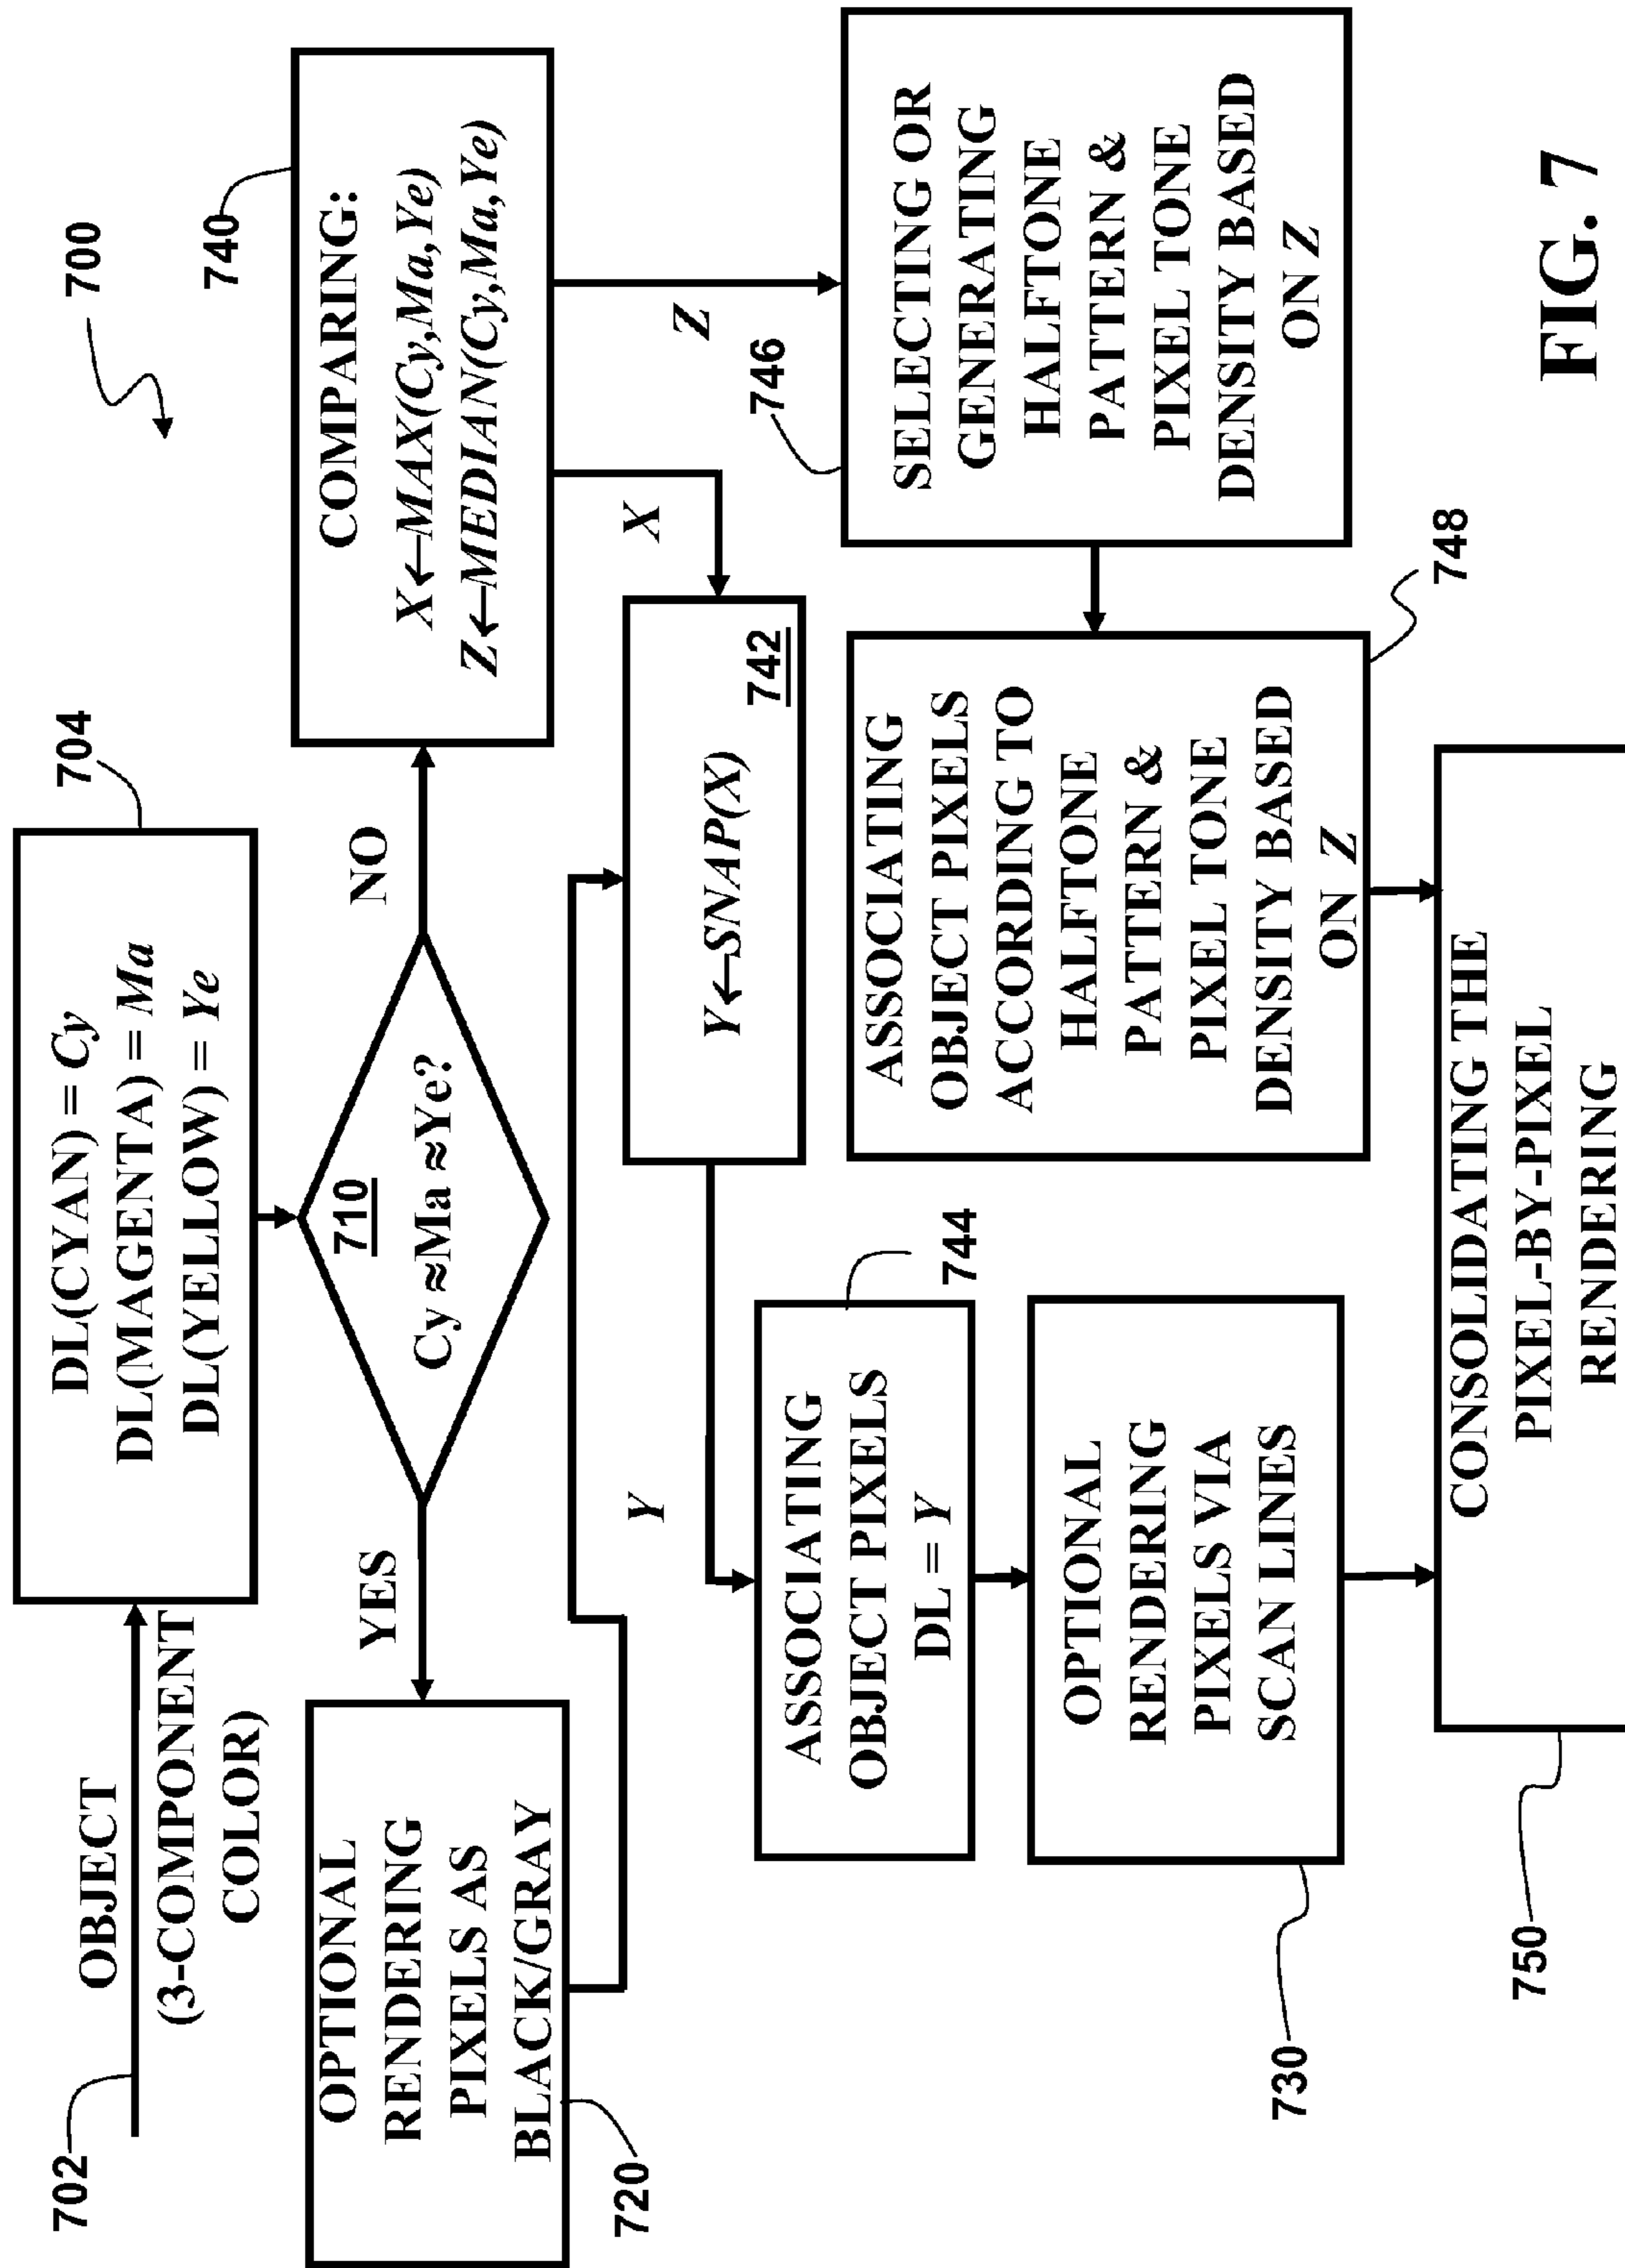 700
702
OBJECT
(3-COMPONENT
COLOR)
704
DL(CYAN) = Cy
DL(MAGENTA) = Ma
DL(YELLOW) = Ye
710
Cy ≈Ma ≈Ye?
YES
NO
OPTIONAL
RENDERING
PIXELS AS
BLACK/GRAY
720
740
COMPARING:
X←MAX(Cy,Ma,Ye)
Z←MEDIAN(Cy,Ma,Ye)
X
Z
Y←SNAP(X)
742
Y
744
ASSOCIATING
OBJECT PIXELS
DL = Y
746
SELECTING OR
GENERATING
HALFTONE
PATTERN &
PIXEL TONE
DENSITY BASED
ON Z
748
ASSOCIATING
OBJECT PIXELS
ACCORDING TO
HALFTONE
PATTERN &
PIXEL TONE
DENSITY BASED
ON Z
OPTIONAL
RENDERING
PIXELS VIA
SCAN LINES
730
CONSOLIDATING THE
PIXEL-BY-PIXEL
RENDERING
750
FIG. 7